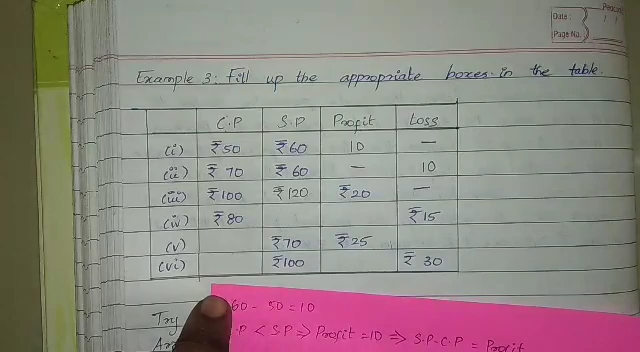 Date:
Page No.
Example 3: Fill up the appropriate boxes in the table.
C.P S.P Profit Loss
(i) ₹50 ₹60 10 —
(ii) ₹70 ₹60 — 10
(iii) ₹100 ₹120 ₹20 —
(iv) ₹80 ₹15
(v) ₹70 ₹25
(vi) ₹100 ₹30
Try 60 - 50 = 10
.P < SP ⇒ Profit = 10 ⇒ S.P - C.P = Profit